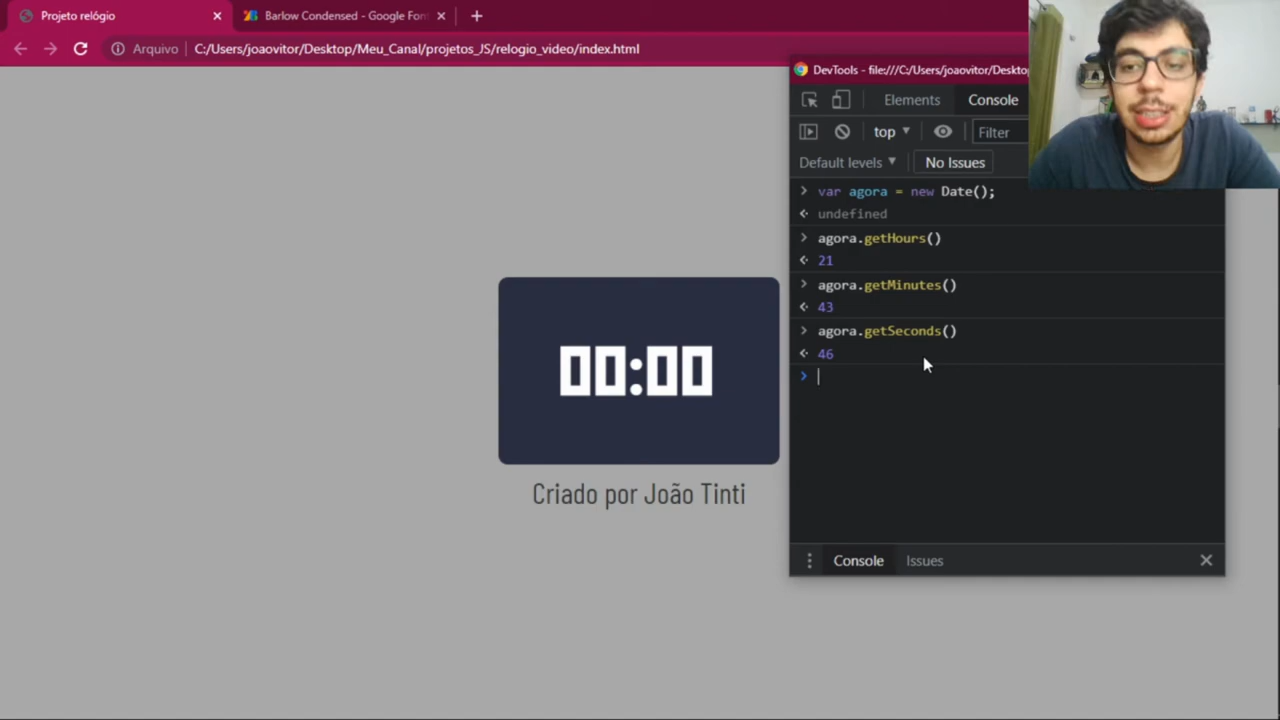 Projeto relógio
Barlow Condensed - Google Fon
Arquivo
C:/Users/joaovitor/Desktop/Meu_Canal/projetos_JS/relogio_video/index.html
DevTools - file:///C:/Users/joaovitor/Deskto
Elements
Console
top
Filter
Default levels
No Issues
var agora = new Date();
undefined
agora.getHours()
21
agora.getMinutes()
43
agora.getSeconds()
46
00:00
Criado por João Tinti
Console
Issues